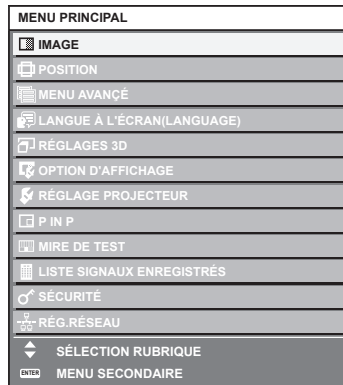 MENU PRINCIPAL
IMAGE
POSITION
MENU AVANÇÉ
LANGUE À L'ÉCRAN(LANGUAGE)
RÉGLAGES 3D
OPTION D'AFFICHAGE
RÉGLAGE PROJECTEUR
P IN P
MIRE DE TEST
LISTE SIGNAUX ENREGISTRÉS
SÉCURITÉ
RÉG.RÉSEAU
SÉLECTION RUBRIQUE
ENTER MENU SECONDAIRE